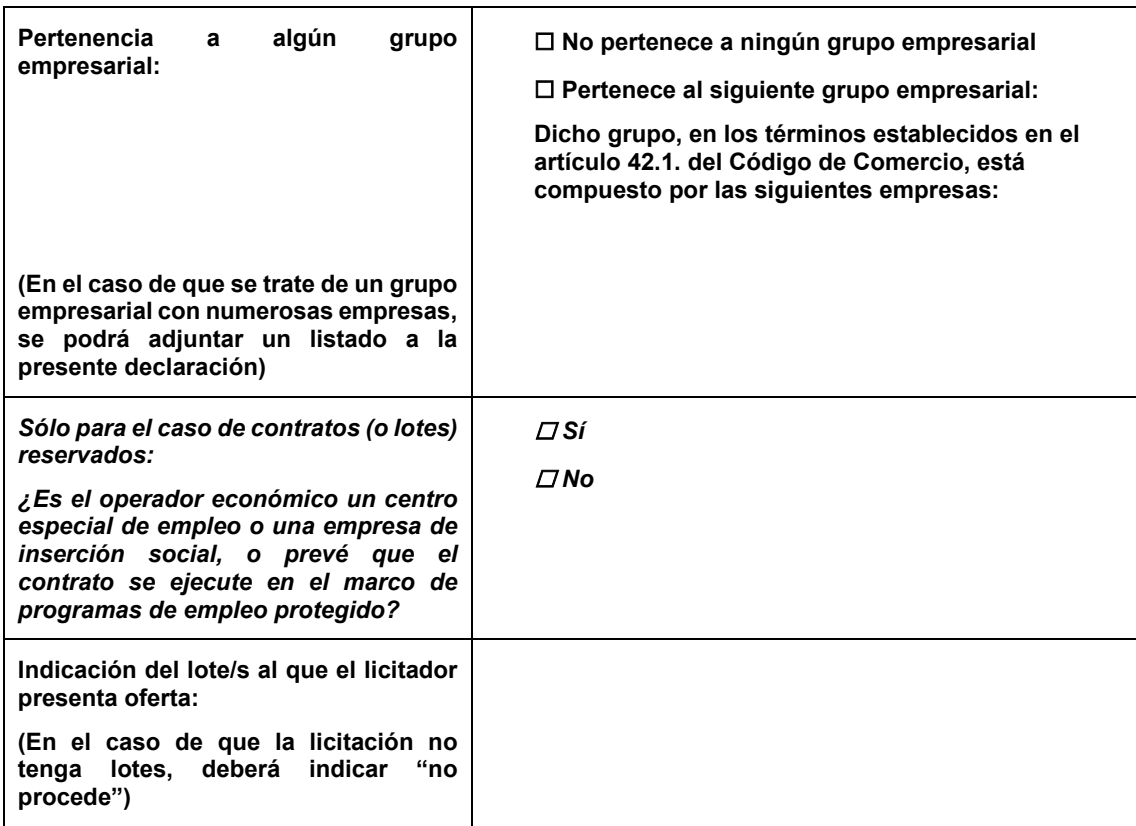 Pertenencia a algún grupo
empresarial:
(En el caso de que se trate de un grupo
empresarial con numerosas empresas,
se podrá adjuntar un listado a la
presente declaración)
☐ No pertenece a ningún grupo empresarial
☐ Pertenece al siguiente grupo empresarial:
Dicho grupo, en los términos establecidos en el
artículo 42.1. del Código de Comercio, está
compuesto por las siguientes empresas:
Sólo para el caso de contratos (o lotes)
reservados:
¿Es el operador económico un centro
especial de empleo o una empresa de
inserción social, o prevé que el
contrato se ejecute en el marco de
programas de empleo protegido?
☐ Sí
☐ No
Indicación del lote/s al que el licitador
presenta oferta:
(En el caso de que la licitación no
tenga lotes, deberá indicar “no
procede”)